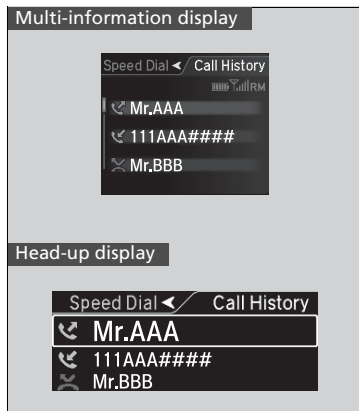 Multi-information display
Speed Dial Call History
RM
Mr.AAA
111AAA####
Mr.BBB
Head-up display
Speed Dial Call History
Mr.AAA
111AAA####
Mr.BBB